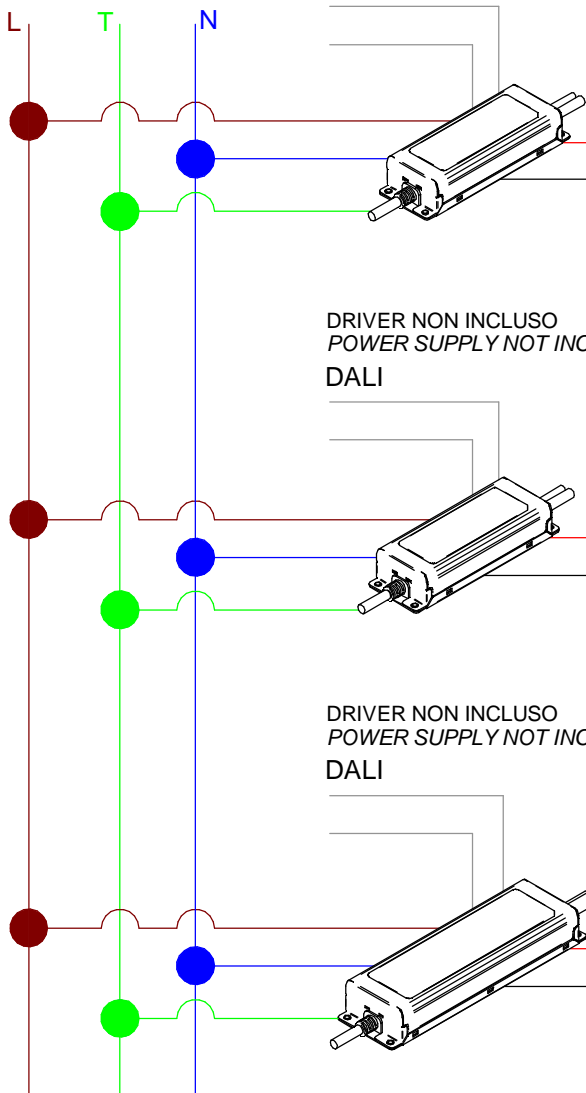 L T N
DRIVER NON INCLUSO
POWER SUPPLY NOT INC
DALI
DRIVER NON INCLUSO
POWER SUPPLY NOT INC
DALI